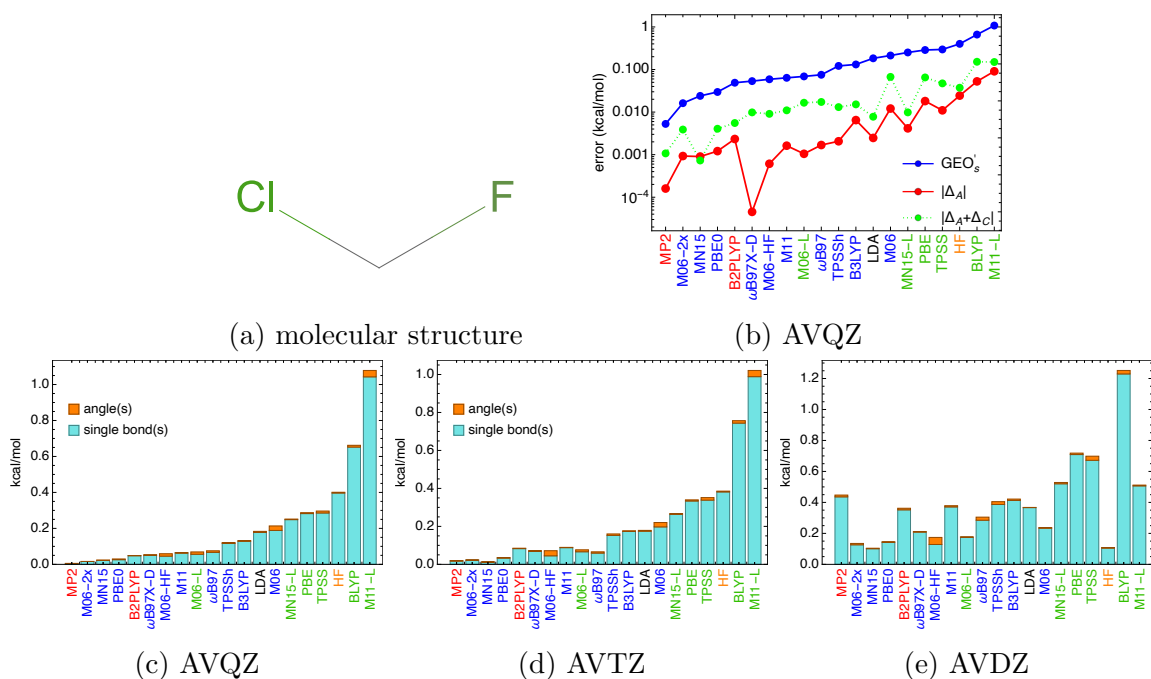 Cl
F
(a) molecular structure
error (kcal/mol)
1
0.100
0.010
0.001
10⁻⁴
GEO's
|Δ_A|
|Δ_A+Δ_C|
MP2
M06-2x
MN15
PBE0
B2PLYP
ωB97X-D
M06-HF
M11
M06-L
ωB97
TPSSh
B3LYP
LDA
M06
MN15-L
PBE
TPSS
HF
BLYP
M11-L
(b) AVQZ
kcal/mol
1.0
0.8
0.6
0.4
0.2
0.0
angle(s)
single bond(s)
MP2
M06-2x
MN15
PBE0
B2PLYP
ωB97X-D
M06-HF
M11
M06-L
ωB97
TPSSh
B3LYP
LDA
M06
MN15-L
PBE
TPSS
HF
BLYP
M11-L
(c) AVQZ
kcal/mol
1.0
0.8
0.6
0.4
0.2
0.0
angle(s)
single bond(s)
MP2
M06-2x
MN15
PBE0
B2PLYP
ωB97X-D
M06-HF
M11
M06-L
ωB97
TPSSh
B3LYP
LDA
M06
MN15-L
PBE
TPSS
HF
BLYP
M11-L
(d) AVTZ
kcal/mol
1.2
1.0
0.8
0.6
0.4
0.2
0.0
MP2
M06-2x
MN15
PBE0
B2PLYP
ωB97X-D
M06-HF
M11
M06-L
ωB97
TPSSh
B3LYP
LDA
M06
MN15-L
PBE
TPSS
HF
BLYP
M11-L
(e) AVDZ